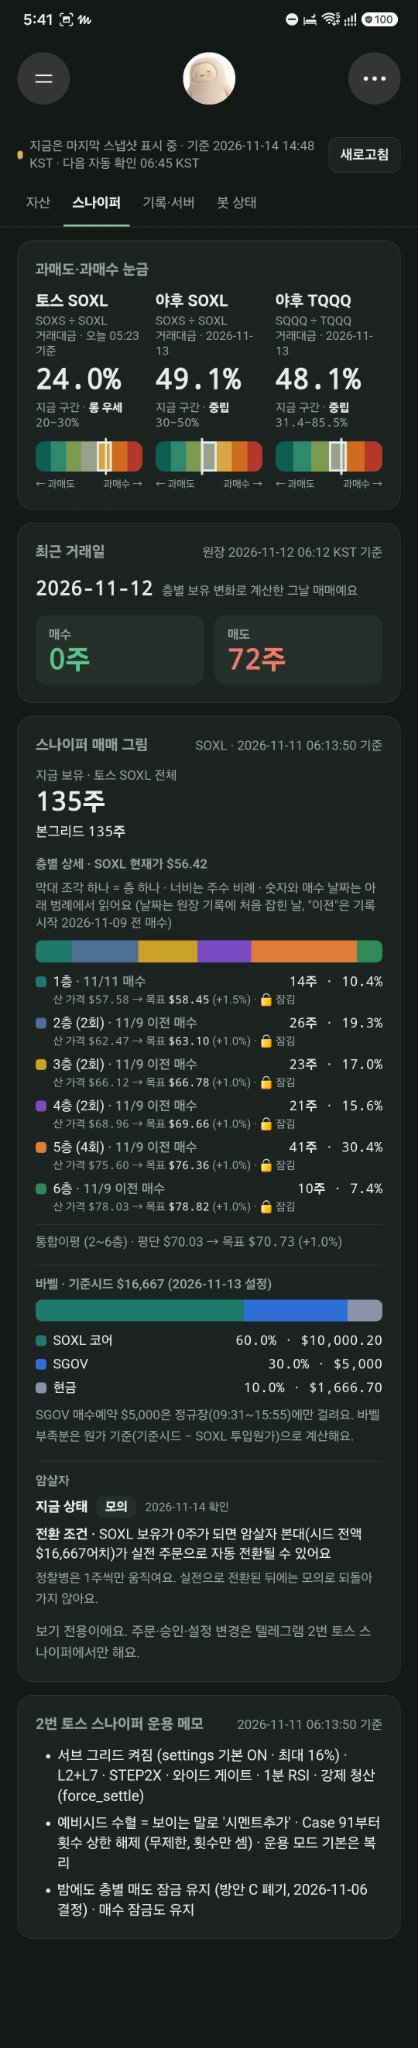 5:41
100
지금은 마지막 스냅샷 표시 중 · 기준 2026-11-14 14:48
KST · 다음 자동 확인 06:45 KST
새로고침
자산 스나이퍼 기록·서버 봇 상태
과매도·과매수 눈금
토스 SOXL
SOXS ÷ SOXL
거래대금 · 오늘 05:23
기준
24.0%
지금 구간 · 롱 우세
20~30%
← 과매도 과매수 →
야후 SOXL
SOXS ÷ SOXL
거래대금 · 2026-11-
13
49.1%
지금 구간 · 중립
30~50%
← 과매도 과매수 →
야후 TQQQ
SQQQ ÷ TQQQ
거래대금 · 2026-11-
13
48.1%
지금 구간 · 중립
31.4~85.5%
← 과매도 과매수 →
최근 거래일 원장 2026-11-12 06:12 KST 기준
2026-11-12 층별 보유 변화로 계산한 그날 매매예요
매수
0주
매도
72주
스나이퍼 매매 그림 SOXL · 2026-11-11 06:13:50 기준
지금 보유 · 토스 SOXL 전체
135주
본그리드 135주
층별 상세 · SOXL 현재가 $56.42
막대 조각 하나 = 층 하나 · 너비는 주수 비례 · 숫자와 매수 날짜는 아
래 범례에서 읽어요 (날짜는 원장 기록에 처음 잡힌 날, "이전"은 기록
시작 2026-11-09 전 매수)
1층 · 11/11 매수 14주 · 10.4%
산 가격 $57.58 → 목표 $58.45 (+1.5%) · 🔒 잠김
2층 (2회) · 11/9 이전 매수 26주 · 19.3%
산 가격 $62.47 → 목표 $63.10 (+1.0%) · 🔒 잠김
3층 (2회) · 11/9 이전 매수 23주 · 17.0%
산 가격 $66.12 → 목표 $66.78 (+1.0%) · 🔒 잠김
4층 (2회) · 11/9 이전 매수 21주 · 15.6%
산 가격 $68.96 → 목표 $69.66 (+1.0%) · 🔒 잠김
5층 (4회) · 11/9 이전 매수 41주 · 30.4%
산 가격 $75.60 → 목표 $76.36 (+1.0%) · 🔒 잠김
6층 · 11/9 이전 매수 10주 · 7.4%
산 가격 $78.03 → 목표 $78.82 (+1.0%) · 🔒 잠김
통합이평 (2~6층) · 평단 $70.03 → 목표 $70.73 (+1.0%)
바벨 · 기준시드 $16,667 (2026-11-13 설정)
SOXL 코어 60.0% · $10,000.20
SGOV 30.0% · $5,000
현금 10.0% · $1,666.70
SGOV 매수예약 $5,000은 정규장(09:31~15:55)에만 걸려요. 바벨
부족분은 원가 기준(기준시드 − SOXL 투입원가)으로 계산해요.
암살자
지금 상태 모의 2026-11-14 확인
전환 조건 · SOXL 보유가 0주가 되면 암살자 본대(시드 전액
$16,667어치)가 실전 주문으로 자동 전환될 수 있어요
정찰병은 1주씩만 움직여요. 실전으로 전환된 뒤에는 모의로 되돌아
가지 않아요.
보기 전용이에요. 주문·승인·설정 변경은 텔레그램 2번 토스 스
나이퍼에서만 해요.
2번 토스 스나이퍼 운용 메모 2026-11-11 06:13:50 기준
• 서브 그리드 켜짐 (settings 기본 ON · 최대 16%) ·
L2+L7 · STEP2X · 와이드 게이트 · 1분 RSI · 강제 청산
(force_settle)
• 예비시드 수혈 = 보이는 말로 '시멘트추가' · Case 91부터
횟수 상한 해제 (무제한, 횟수만 셈) · 운용 모드 기본은 복
리
• 밤에도 층별 매도 잠금 유지 (방안 C 폐기, 2026-11-06
결정) · 매수 잠금도 유지